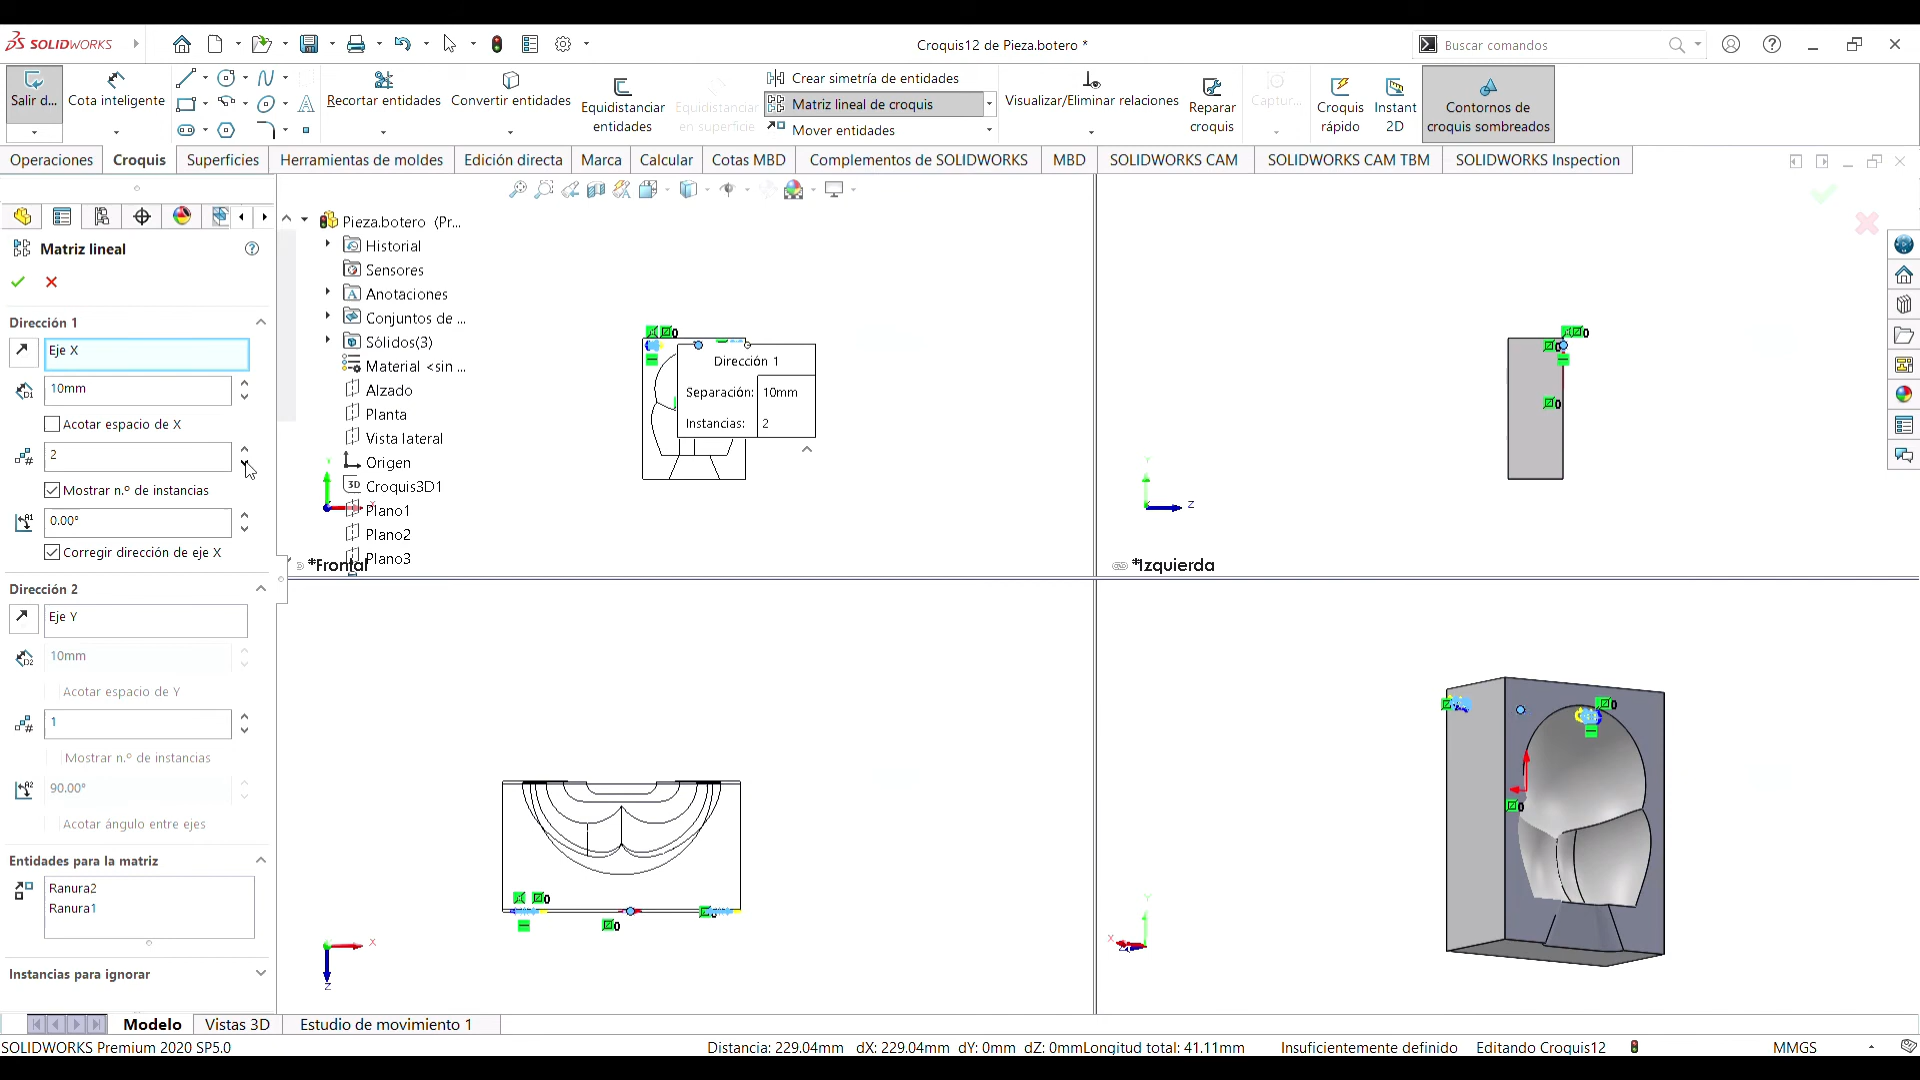 SOLIDWORKS
Croquis12 de Pieza.botero *
Buscar comandos
Salir d...
Cota inteligente
Recortar entidades
Convertir entidades
Equidistanciar entidades
Equidistanciar en superficie
Crear simetría de entidades
Matriz lineal de croquis
Mover entidades
Visualizar/Eliminar relaciones
Reparar croquis
Captur...
Croquis rápido
Instant 2D
Contornos de croquis sombreados
Operaciones
Croquis
Superficies
Herramientas de moldes
Edición directa
Marca
Calcular
Cotas MBD
Complementos de SOLIDWORKS
MBD
SOLIDWORKS CAM
SOLIDWORKS CAM TBM
SOLIDWORKS Inspection
Matriz lineal
Dirección 1
Eje X
10mm
Acotar espacio de X
2
Mostrar n.º de instancias
0.00°
Corregir dirección de eje X
Dirección 2
Eje Y
10mm
Acotar espacio de Y
1
Mostrar n.º de instancias
90.00°
Acotar ángulo entre ejes
Entidades para la matriz
Ranura2
Ranura1
Instancias para ignorar
Pieza.botero (Pr...
Historial
Sensores
Anotaciones
Conjuntos de ...
Sólidos(3)
Material <sin ...
Alzado
Planta
Vista lateral
Origen
3D Croquis3D1
Plano1
Plano2
Plano3
*Frontal
Dirección 1
Separación: 10mm
Instancias: 2
*Izquierda
Y
Z
X
Z
Y
X
Z
Modelo
Vistas 3D
Estudio de movimiento 1
SOLIDWORKS Premium 2020 SP5.0
Distancia: 229.04mm dX: 229.04mm dY: 0mm dZ: 0mmLongitud total: 41.11mm
Insuficientemente definido
Editando Croquis12
MMGS